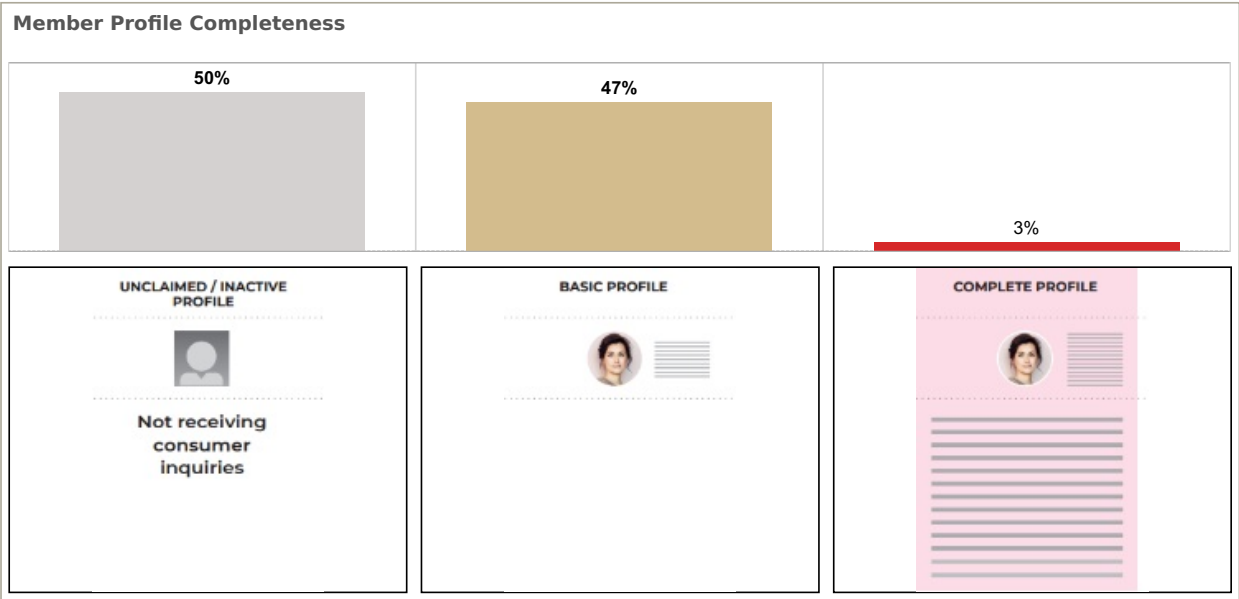 Member Profile Completeness
50%
47%
3%
UNCLAIMED / INACTIVE
PROFILE
Not receiving
consumer
inquiries
BASIC PROFILE
COMPLETE PROFILE